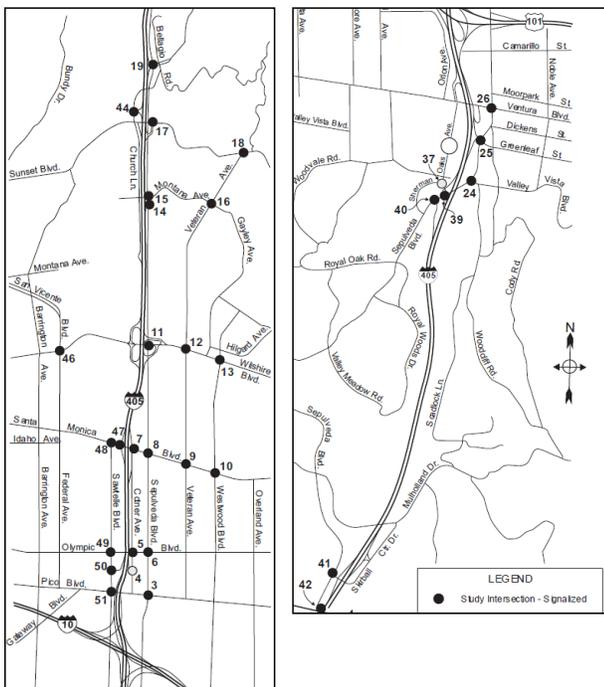 Bellagio Rd.
19
Bundy Dr.
44
17
18
Church Ln.
Sunset Blvd.
Montana Ave.
15
14
16
Veteran Ave.
Gayley Ave.
Montana Ave.
San Vicente Blvd.
Barrington Ave.
46
11
12
13
Hilgard Ave.
Wilshire Blvd.
405
Santa Monica Blvd.
Idaho Ave.
47
48
7
8
9
10
Barrington Ave.
Federal Ave.
Sawtelle Blvd.
Cotner Ave.
Sepulveda Blvd.
Veteran Ave.
Westwood Blvd.
Overland Ave.
49
Olympic Blvd.
5
6
50
4
Pico Blvd.
51
3
Gateway Blvd.
10
101
Camarillo St.
Noble Ave.
Moorpark St
26
Ventura Blvd.
Dickens St
25
Greenleaf St
Valley Vista Blvd.
24
Woodvale Rd.
37
Sherman Oaks Ave.
40
39
Sepulveda Blvd.
Royal Oak Rd.
405
Cody Rd
Royal Woods Dr.
Woodcliff Rd.
Valley Meadow Rd.
N
Sepulveda Blvd.
Mulholland Dr.
Skirball Ctr. Dr.
41
42
LEGEND
Study Intersection - Signalized